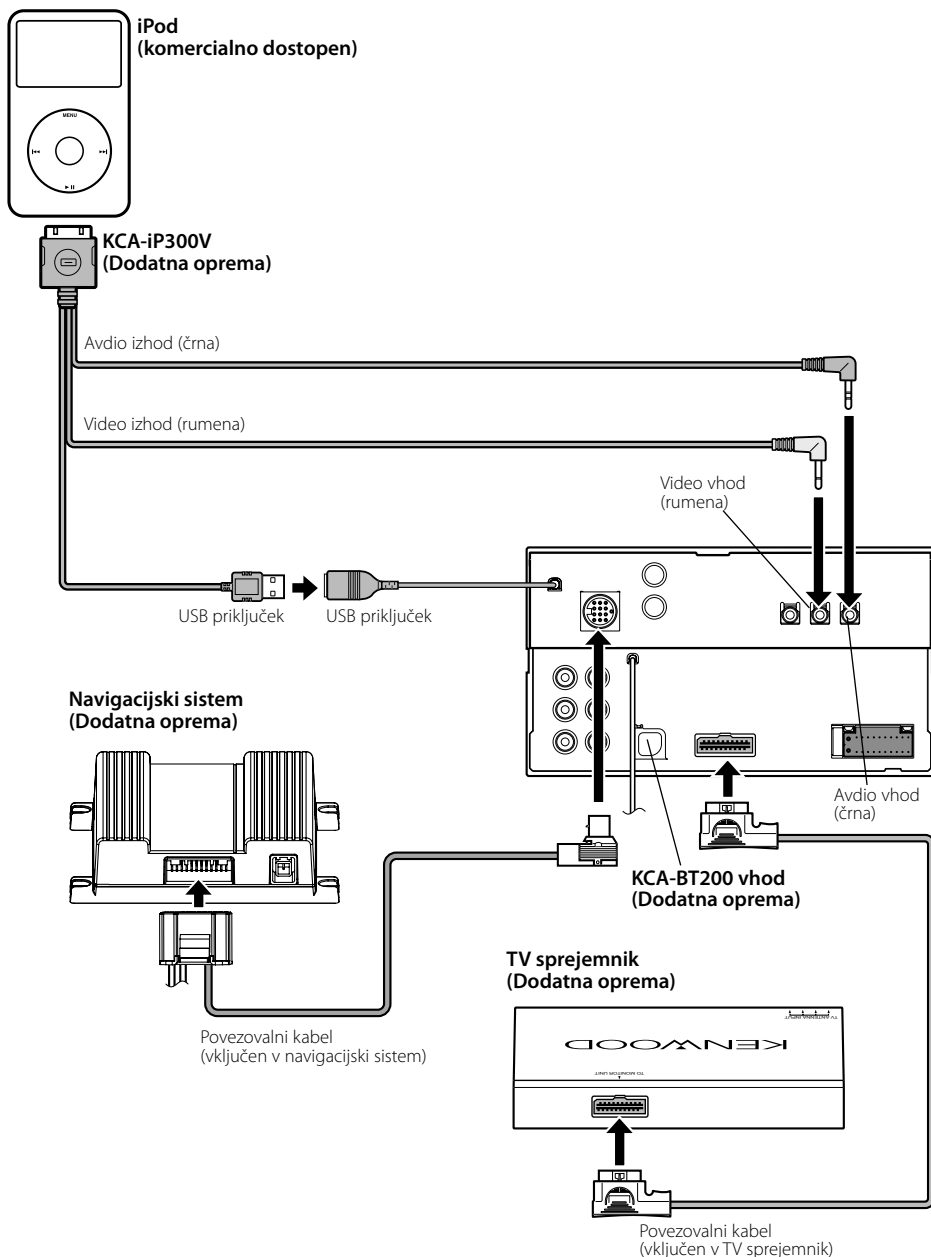 iPod
(komercialno dostopen)
MENU
KCA-iP300V
(Dodatna oprema)
Avdio izhod (črna)
Video izhod (rumena)
Video vhod
(rumena)
USB priključek
USB priključek
Navigacijski sistem
(Dodatna oprema)
Avdio vhod
(črna)
KCA-BT200 vhod
(Dodatna oprema)
TV sprejemnik
(Dodatna oprema)
TV ANTENNA INPUT
KENWOOD
TO MONITOR UNIT
Povezovalni kabel
(vključen v navigacijski sistem)
Povezovalni kabel
(vključen v TV sprejemnik)